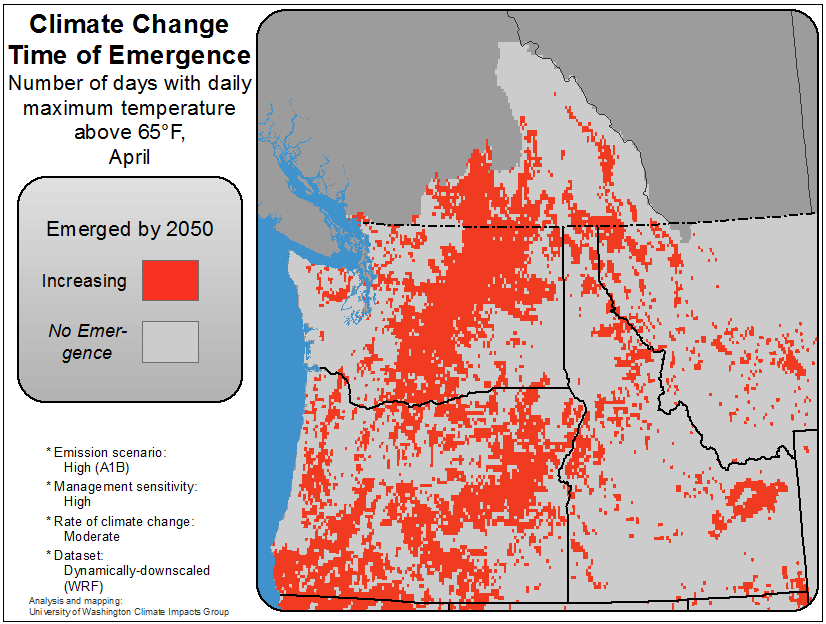 Climate Change
Time of Emergence
Number of days with daily
maximum temperature
above 65°F,
April
Emerged by 2050
Increasing
No Emer-
gence
* Emission scenario:
High (A1B)
* Management sensitivity:
High
* Rate of climate change:
Moderate
* Dataset:
Dynamically-downscaled
(WRF)
Analysis and mapping:
University of Washington Climate Impacts Group